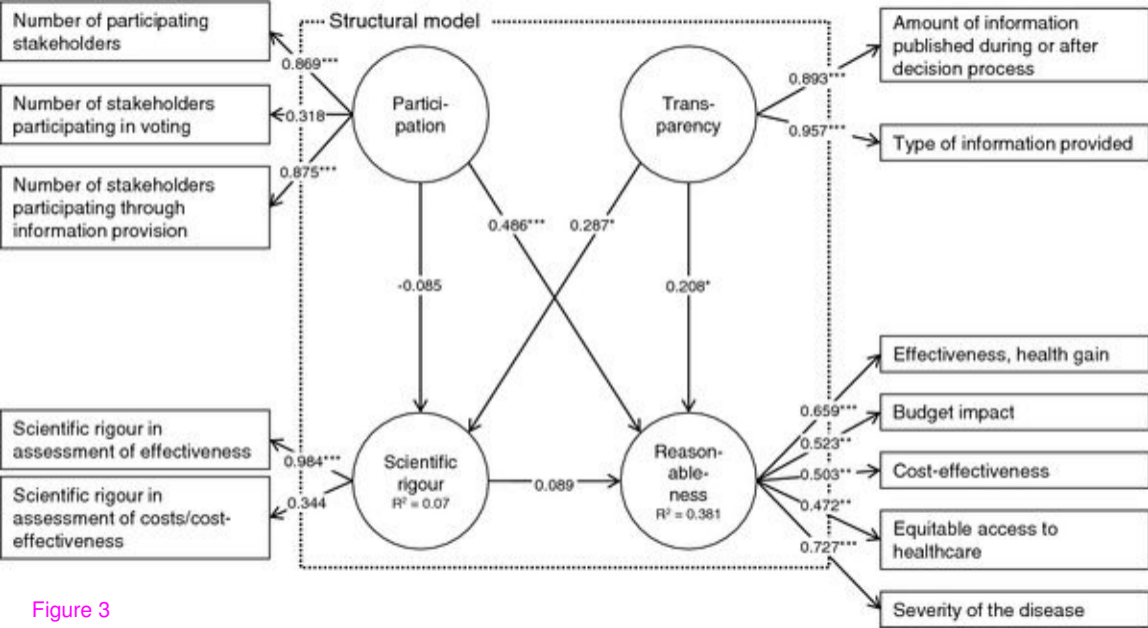 Structural model
Number of participating
stakeholders
0.869***
Number of stakeholders
participating in voting
0.318
Number of stakeholders
participating through
information provision
0.875***
Partici-
pation
Trans-
parency
0.893***
Amount of information
published during or after
decision process
0.957***
Type of information provided
0.486***
0.287*
-0.085
0.208*
Scientific rigour in
assessment of effectiveness
0.984***
Scientific rigour in
assessment of costs/cost-
effectiveness
0.344
Scientific
rigour
R² = 0.07
0.089
Reason-
able-
ness
R² = 0.381
0.659***
Effectiveness, health gain
0.523**
Budget impact
0.503**
Cost-effectiveness
0.472**
Equitable access to
healthcare
0.727***
Severity of the disease
Figure 3